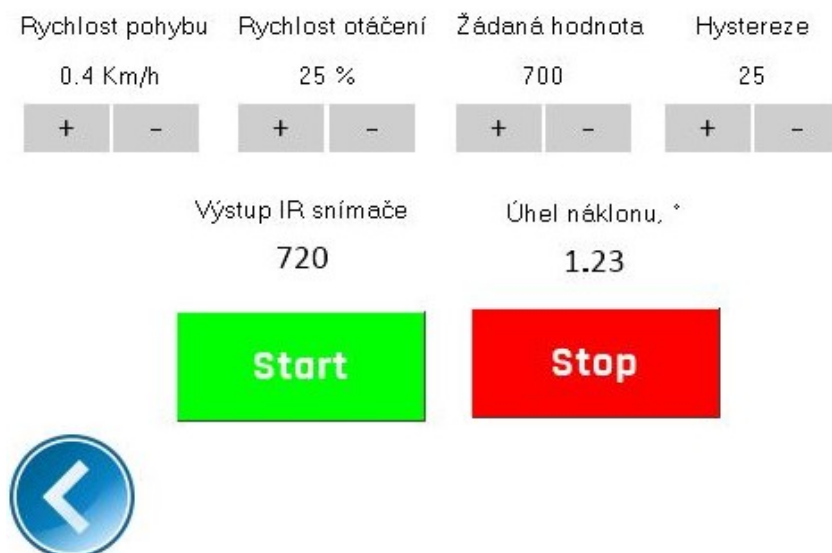 Rychlost pohybu Rychlost otáčení Žádaná hodnota Hystereze
0.4 Km/h 25 % 700 25
+ - + - + - + -
Výstup IR snímače Úhel náklonu, °
720 1.23
Start Stop